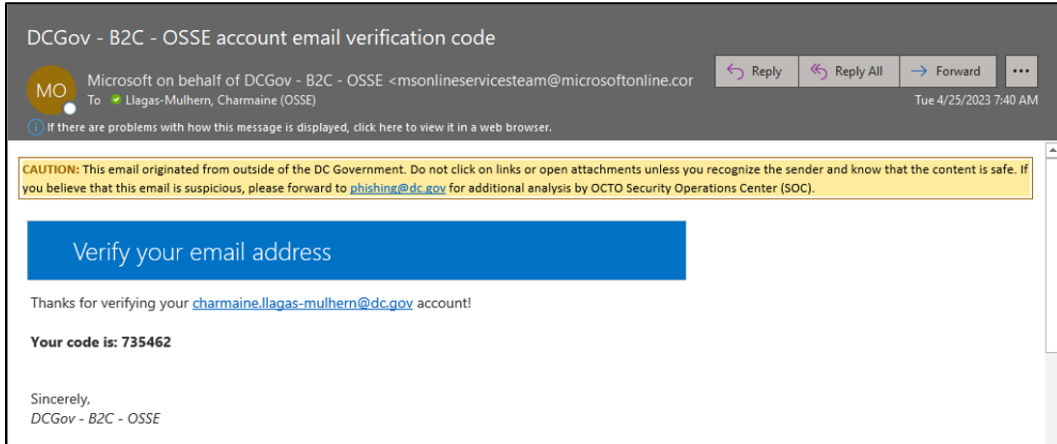 DCGov - B2C - OSSE account email verification code
MO
Microsoft on behalf of DCGov - B2C - OSSE <msonlineservicesteam@microsoftonline.cor
Reply
Reply All
Forward
...
To Llagas-Mulhern, Charmaine (OSSE)
Tue 4/25/2023 7:40 AM
If there are problems with how this message is displayed, click here to view it in a web browser.
CAUTION: This email originated from outside of the DC Government. Do not click on links or open attachments unless you recognize the sender and know that the content is safe. If
you believe that this email is suspicious, please forward to phishing@dc.gov for additional analysis by OCTO Security Operations Center (SOC).
Verify your email address
Thanks for verifying your charmaine.llagas-mulhern@dc.gov account!
Your code is: 735462
Sincerely,
DCGov - B2C - OSSE